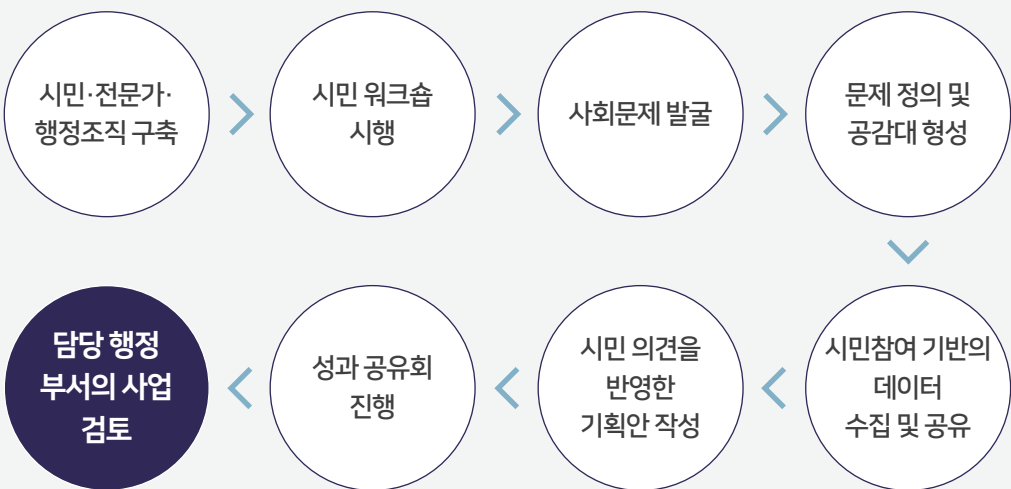 시민·전문가·
행정조직 구축
시민 워크숍
시행
사회문제 발굴
문제 정의 및
공감대 형성
시민참여 기반의
데이터
수집 및 공유
시민 의견을
반영한
기획안 작성
성과 공유회
진행
담당 행정
부서의 사업
검토